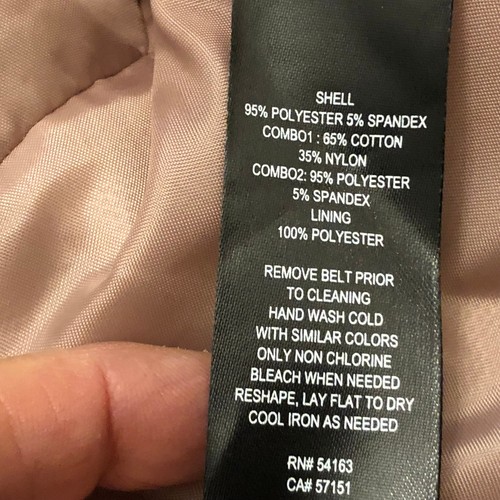 SHELL
95% POLYESTER 5% SPANDEX
COMBO1 : 65% COTTON
35% NYLON
COMBO2: 95% POLYESTER
5% SPANDEX
LINING
100% POLYESTER
REMOVE BELT PRIOR
TO CLEANING
HAND WASH COLD
WITH SIMILAR COLORS
ONLY NON CHLORINE
BLEACH WHEN NEEDED
RESHAPE, LAY FLAT TO DRY
COOL IRON AS NEEDED
RN# 54163
CA# 57151